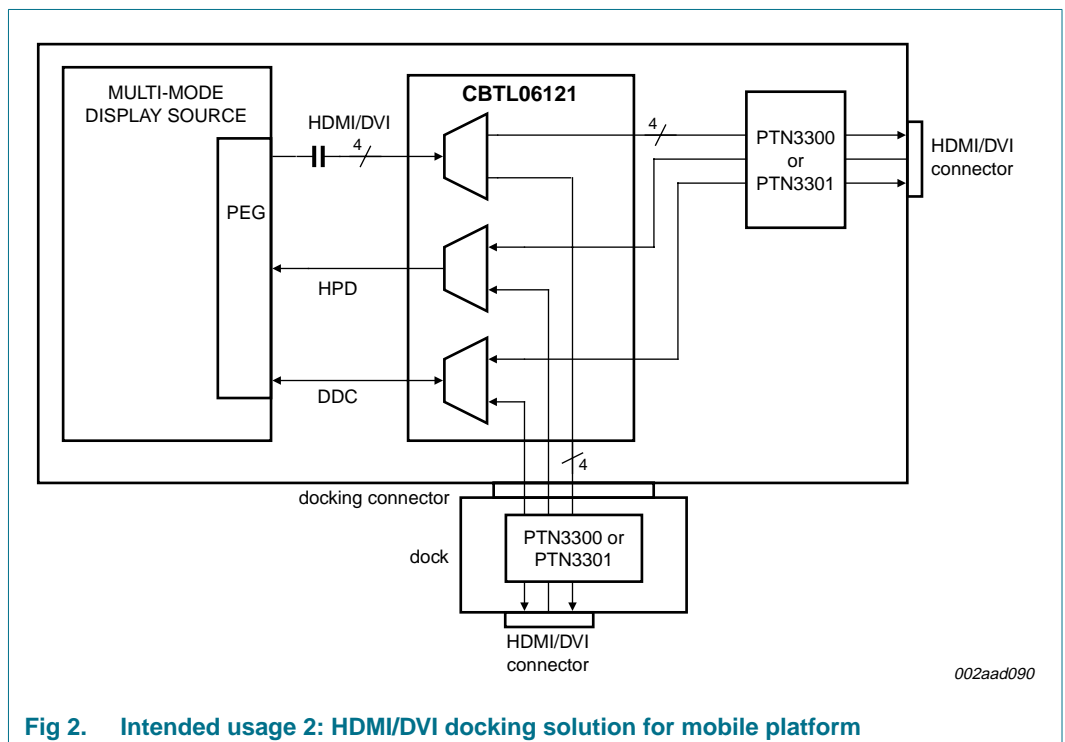 MULTI-MODE
DISPLAY SOURCE
PEG
HDMI/DVI
4
CBTL06121
4
PTN3300
or
PTN3301
HDMI/DVI
connector
HPD
DDC
4
docking connector
dock
PTN3300 or
PTN3301
HDMI/DVI
connector
002aad090
Fig 2. Intended usage 2: HDMI/DVI docking solution for mobile platform